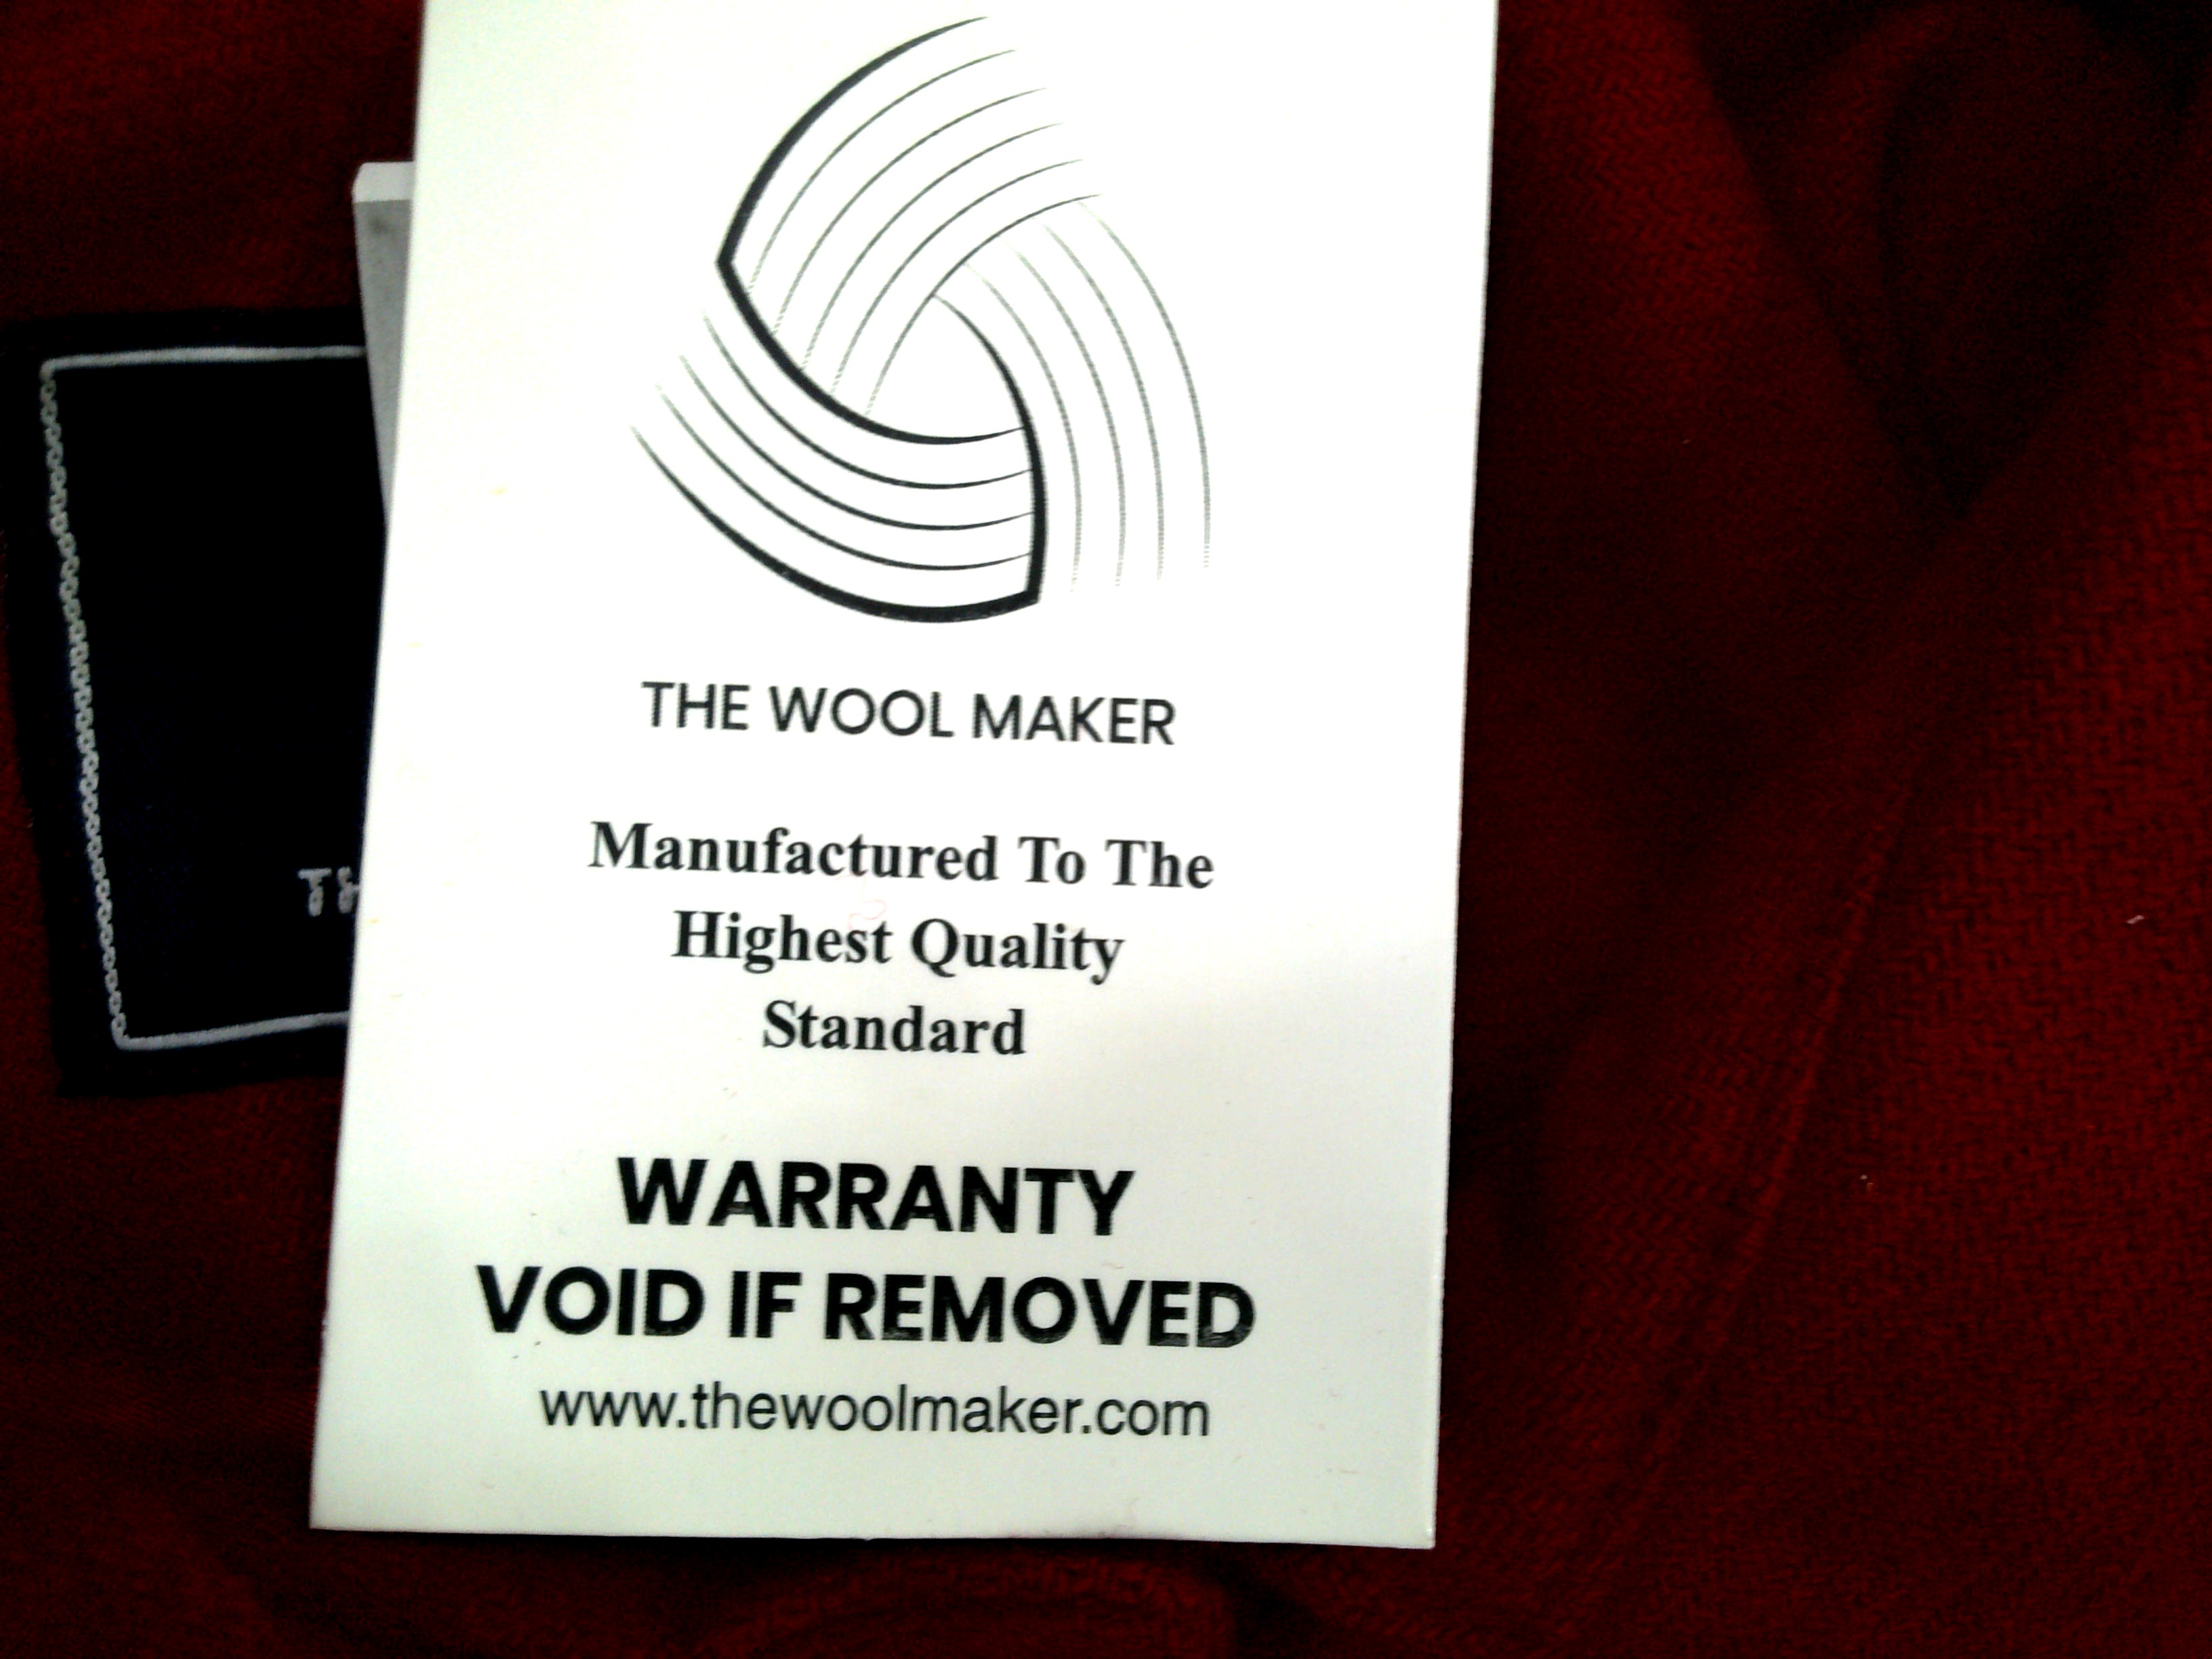 THE WOOL MAKER
Manufactured To The
Highest Quality
Standard
WARRANTY
VOID IF REMOVED
www.thewoolmaker.com